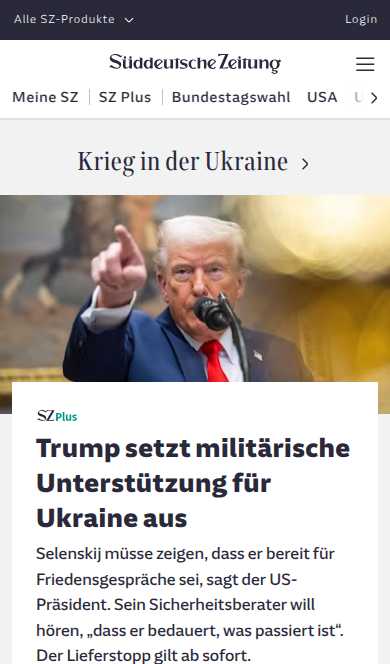 Alle SZ-Produkte
Login
Süddeutsche Zeitung
Meine SZ
SZ Plus
Bundestagswahl
USA
Krieg in der Ukraine
SZ Plus
Trump setzt militärische
Unterstützung für
Ukraine aus
Selenskij müsse zeigen, dass er bereit für
Friedensgespräche sei, sagt der US-
Präsident. Sein Sicherheitsberater will
hören, „dass er bedauert, was passiert ist“.
Der Lieferstopp gilt ab sofort.